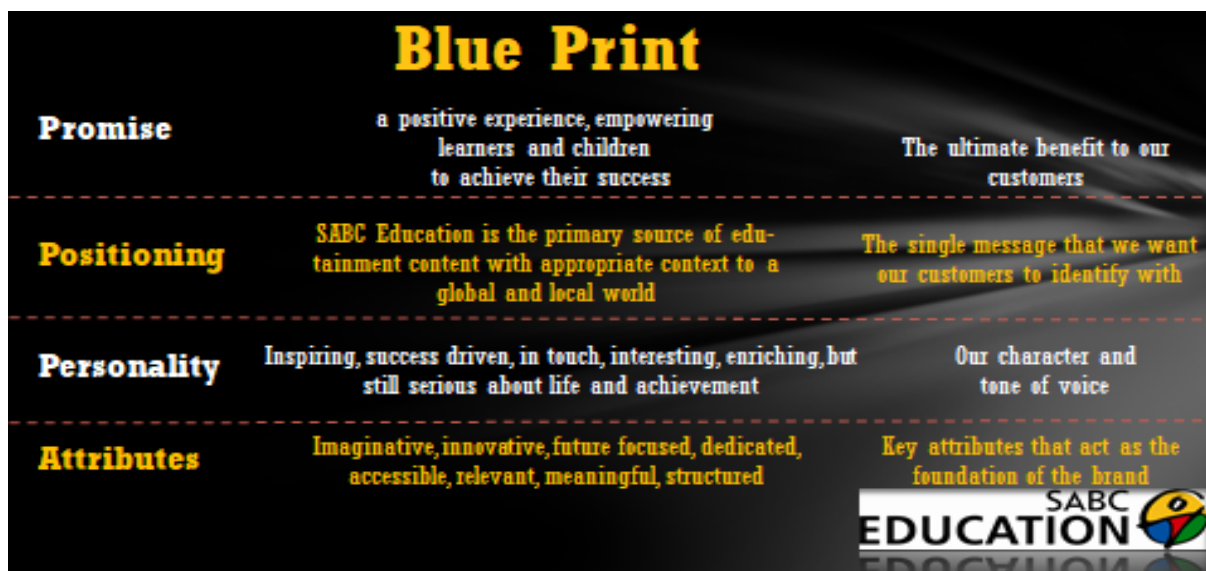 Blue Print
Promise
a positive experience, empowering
learners and children
to achieve their success
The ultimate benefit to our
customers
Positioning
SABC Education is the primary source of edu-
tainment content with appropriate context to a
global and local world
The single message that we want
our customers to identify with
Personality
Inspiring, success driven, in touch, interesting, enriching, but
still serious about life and achievement
Our character and
tone of voice
Attributes
Imaginative, innovative, future focused, dedicated,
accessible, relevant, meaningful, structured
Key attributes that act as the
foundation of the brand
SABC
EDUCATION